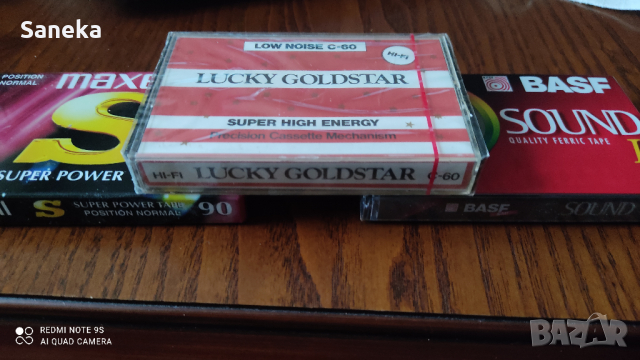 Saneka
POSITION NORMAL
maxell
S
SUPER POWER
S SUPER POWER TAPE 90
POSITION NORMAL
LOW NOISE C-60
HI-FI
LUCKY GOLDSTAR
SUPER HIGH ENERGY
Precision Cassette Mechanism
HI-FI LUCKY GOLDSTAR C-60
BASF
SOUND I
QUALITY FERRIC TAPE
BASF SOUND
REDMI NOTE 9S
AI QUAD CAMERA
BAZAR.BG